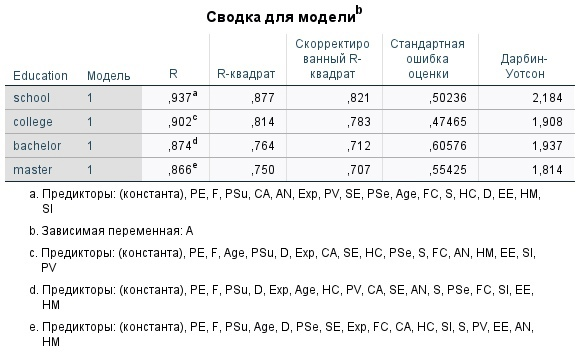 Сводка для модели^b
Education Модель R R-квадрат Скорректированный R-квадрат Стандартная ошибка оценки Дарбин-Уотсон
school 1 ,937^a ,877 ,821 ,50236 2,184
college 1 ,902^c ,814 ,783 ,47465 1,908
bachelor 1 ,874^d ,764 ,712 ,60576 1,937
master 1 ,866^e ,750 ,707 ,55425 1,814
a. Предикторы: (константа), PE, F, PSu, CA, AN, Exp, PV, SE, PSe, Age, FC, S, HC, D, EE, HM,
SI
b. Зависимая переменная: A
c. Предикторы: (константа), PE, F, Age, PSu, D, Exp, CA, SE, HC, PSe, S, FC, AN, HM, EE, SI,
PV
d. Предикторы: (константа), PE, F, PSu, D, Exp, Age, HC, PV, CA, SE, AN, S, PSe, FC, SI, EE,
HM
e. Предикторы: (константа), PE, F, PSu, Age, D, PSe, SE, Exp, FC, CA, HC, SI, S, PV, EE, AN,
HM